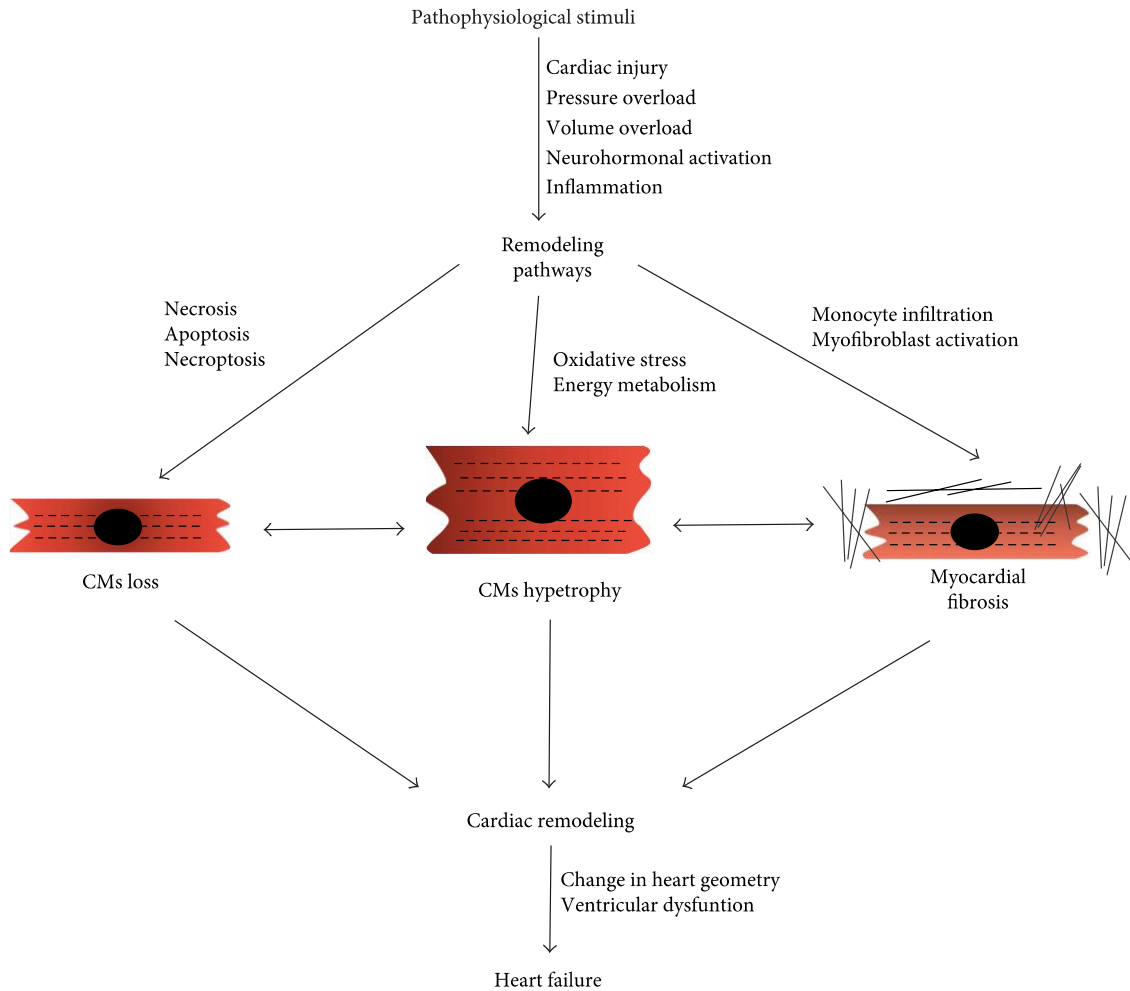 Pathophysiological stimuli
Cardiac injury
Pressure overload
Volume overload
Neurohormonal activation
Inflammation
Remodeling
pathways
Necrosis
Apoptosis
Necroptosis
Oxidative stress
Energy metabolism
Monocyte infiltration
Myofibroblast activation
CMs loss
CMs hypetrophy
Myocardial
fibrosis
Cardiac remodeling
Change in heart geometry
Ventricular dysfuntion
Heart failure